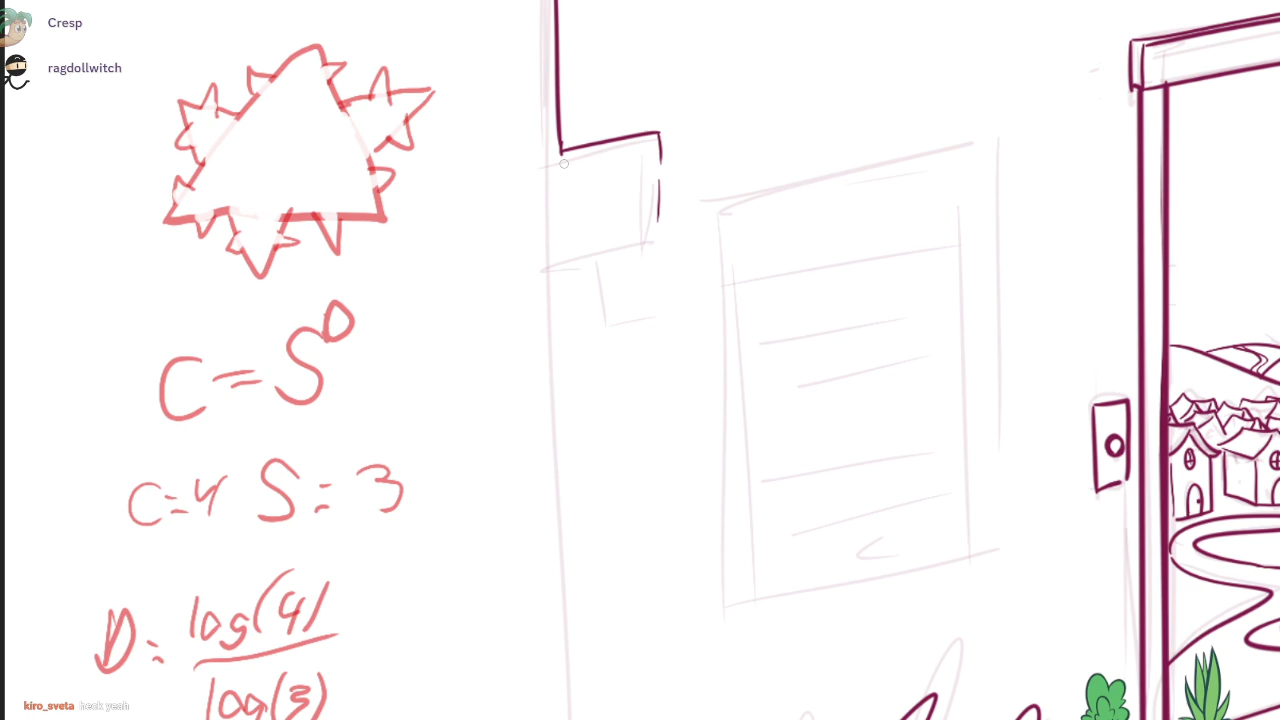 Cresp
ragdollwitch
C = S^D
C = 4 S = 3
D = log(4)
log(3)
kiro_sveta heck yeah